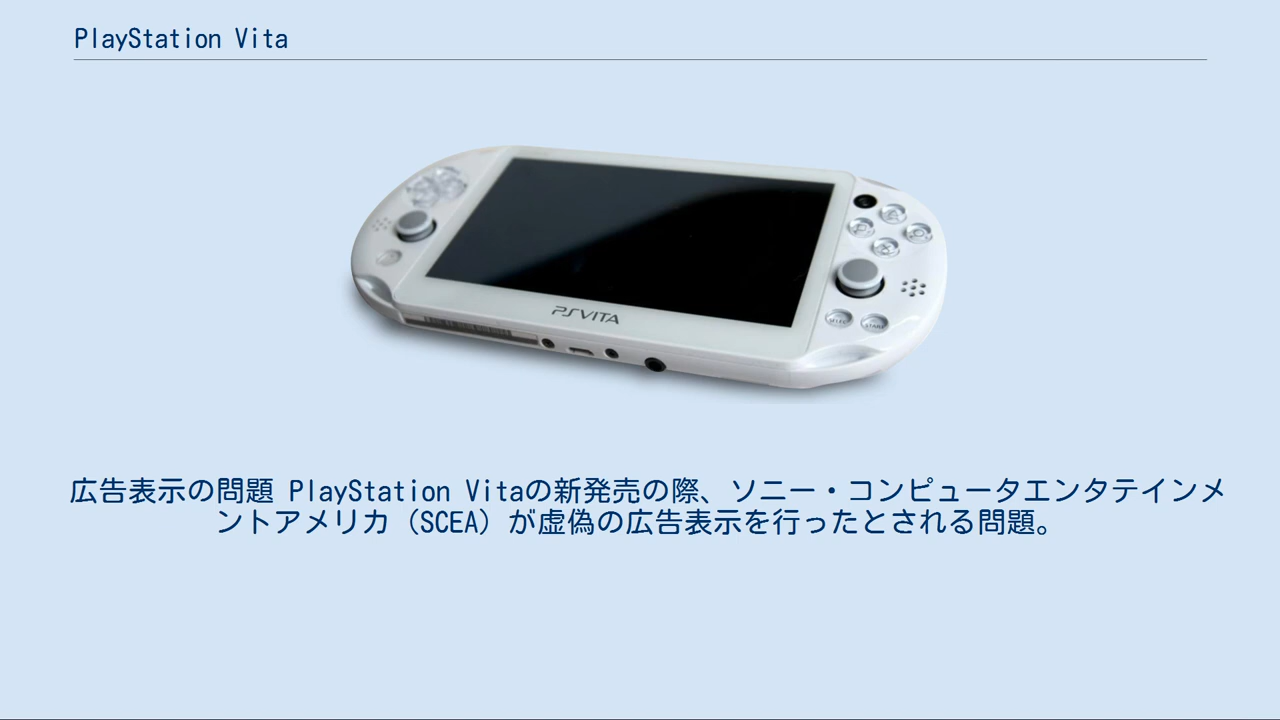 PlayStation Vita
PSVITA
SELECT
START
広告表示の問題 PlayStation Vitaの新発売の際、ソニー・コンピュータエンタテインメ
ントアメリカ（SCEA）が虚偽の広告表示を行ったとされる問題。